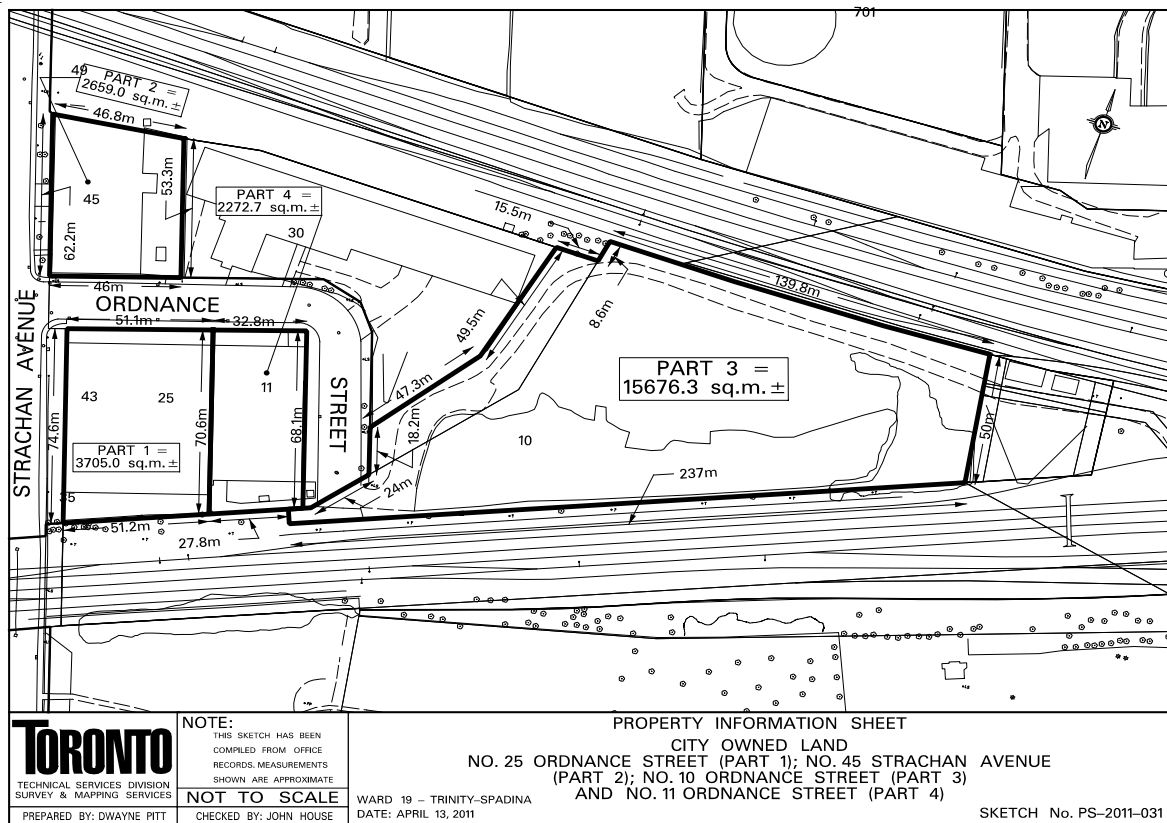 701
49
PART 2 =
2659.0 sq.m.±
46.8m
45
53.3m
62.2m
46m
PART 4 =
2272.7 sq.m.±
30
N
15.5m
139.8m
8.6m
49.5m
47.3m
18.2m
24m
STRACHAN AVENUE
ORDNANCE
STREET
51.1m
32.8m
43
25
11
74.6m
70.6m
68.1m
PART 1 =
3705.0 sq.m.±
35
51.2m
27.8m
PART 3 =
15676.3 sq.m.±
10
50m
237m
TORONTO
TECHNICAL SERVICES DIVISION
SURVEY & MAPPING SERVICES
PREPARED BY: DWAYNE PITT
NOTE:
THIS SKETCH HAS BEEN
COMPILED FROM OFFICE
RECORDS. MEASUREMENTS
SHOWN ARE APPROXIMATE
NOT TO SCALE
CHECKED BY: JOHN HOUSE
PROPERTY INFORMATION SHEET
CITY OWNED LAND
NO. 25 ORDNANCE STREET (PART 1); NO. 45 STRACHAN AVENUE
(PART 2); NO. 10 ORDNANCE STREET (PART 3)
AND NO. 11 ORDNANCE STREET (PART 4)
WARD 19 – TRINITY–SPADINA
DATE: APRIL 13, 2011
SKETCH No. PS–2011–031